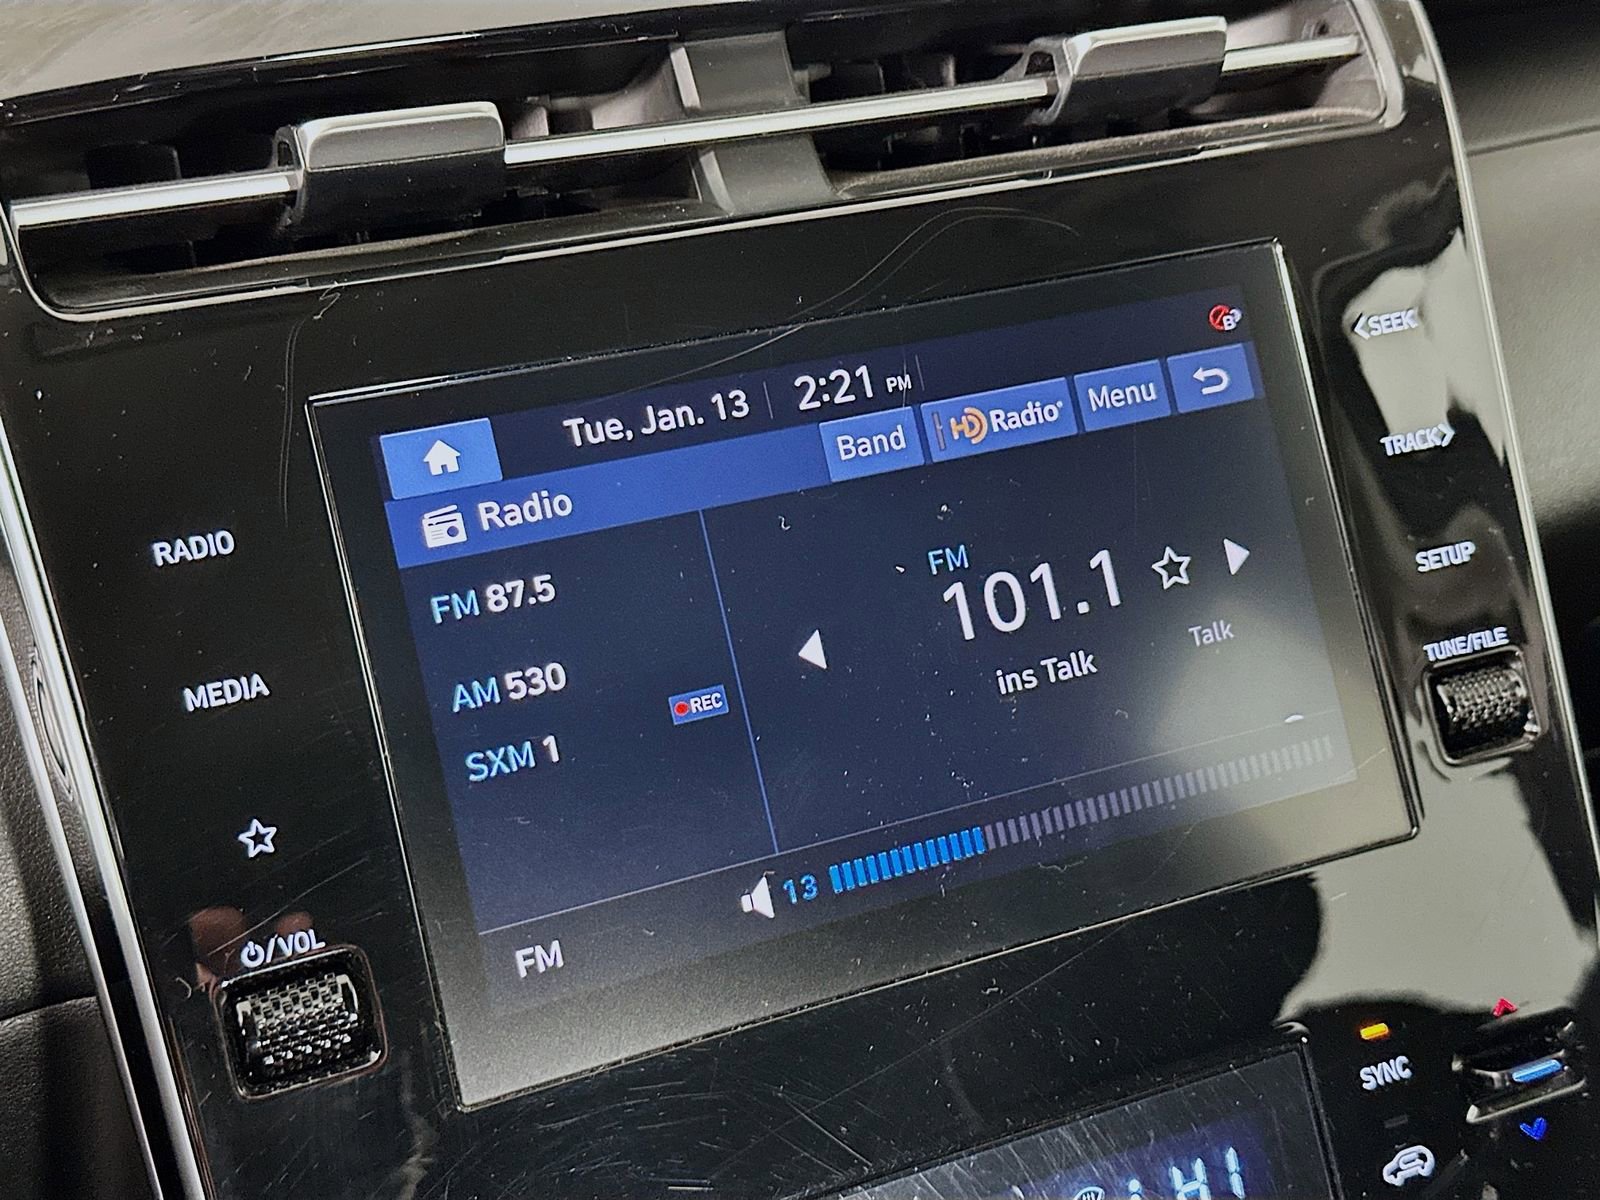 <SEEK
Tue, Jan. 13
2:21 PM
Band
HD Radio
Menu
TRACK>
Radio
RADIO
FM 87.5
FM
101.1
SETUP
Talk
ins Talk
TUNE/FILE
MEDIA
AM 530
REC
SXM 1
13
/VOL
FM
SYNC
HI